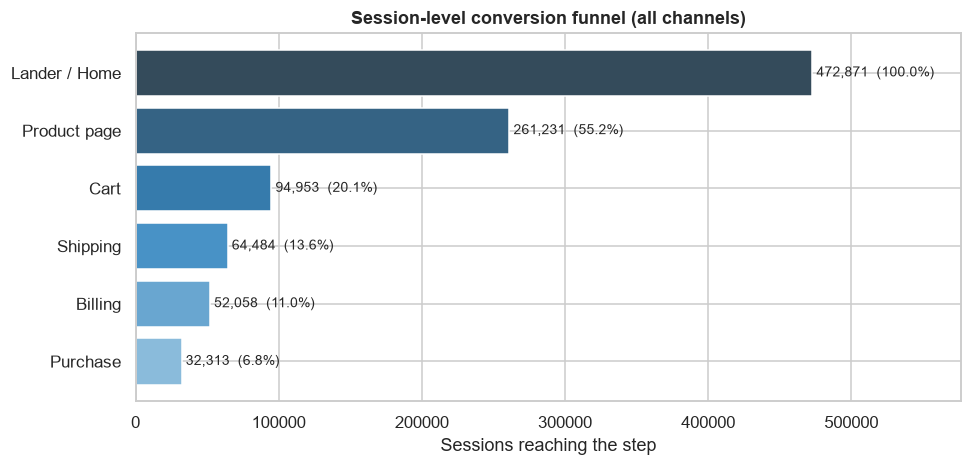 Session-level conversion funnel (all channels)
Lander / Home
472,871 (100.0%)
Product page
261,231 (55.2%)
Cart
94,953 (20.1%)
Shipping
64,484 (13.6%)
Billing
52,058 (11.0%)
Purchase
32,313 (6.8%)
0 100000 200000 300000 400000 500000
Sessions reaching the step